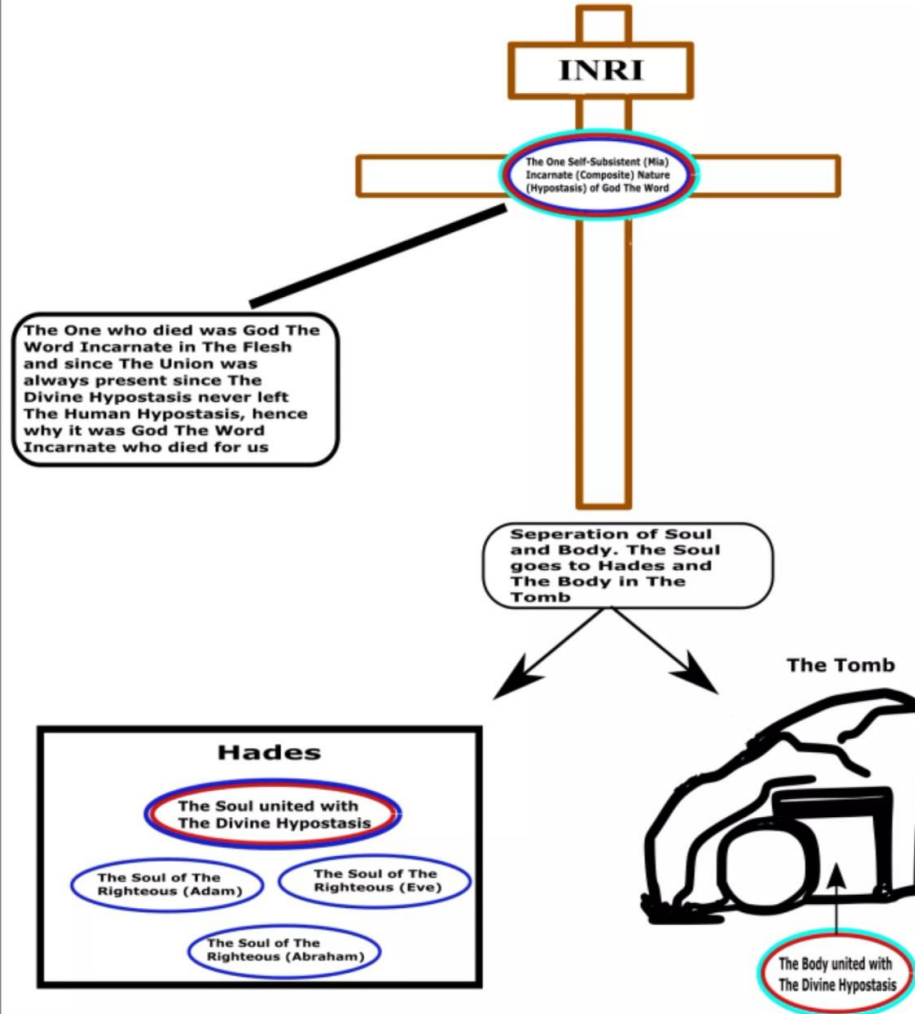 INRI
The One Self-Subsistent (Mia)
Incarnate (Composite) Nature
(Hypostasis) of God The Word
The One who died was God The
Word Incarnate in The Flesh
and since The Union was
always present since The
Divine Hypostasis never left
The Human Hypostasis, hence
why it was God The Word
Incarnate who died for us
Seperation of Soul
and Body. The Soul
goes to Hades and
The Body in The
Tomb
Hades
The Soul united with
The Divine Hypostasis
The Soul of The
Righteous (Adam)
The Soul of The
Righteous (Eve)
The Soul of The
Righteous (Abraham)
The Tomb
The Body united with
The Divine Hypostasis